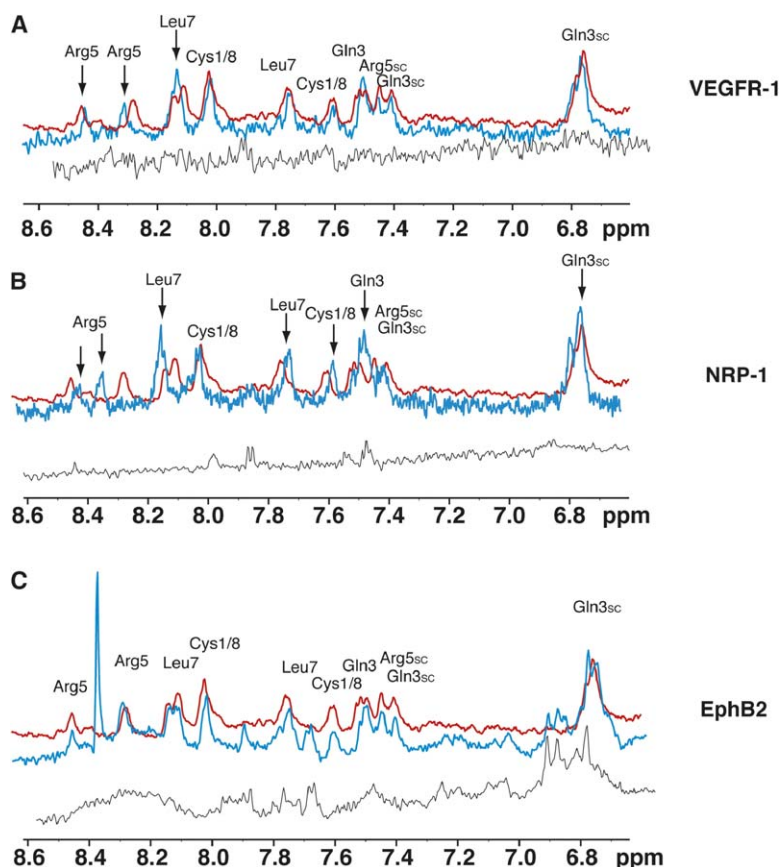 A
Arg5
Arg5
Leu7
Cys1/8
Leu7
Cys1/8
Gln3
Arg5sc
Gln3sc
Gln3sc
VEGFR-1
8.6 8.4 8.2 8.0 7.8 7.6 7.4 7.2 7.0 6.8 ppm
B
Arg5
Leu7
Cys1/8
Leu7
Cys1/8
Gln3
Arg5sc
Gln3sc
Gln3sc
NRP-1
8.6 8.4 8.2 8.0 7.8 7.6 7.4 7.2 7.0 6.8 ppm
C
Arg5
Arg5
Leu7
Cys1/8
Leu7
Cys1/8
Gln3
Arg5sc
Gln3sc
Gln3sc
EphB2
8.6 8.4 8.2 8.0 7.8 7.6 7.4 7.2 7.0 6.8 ppm